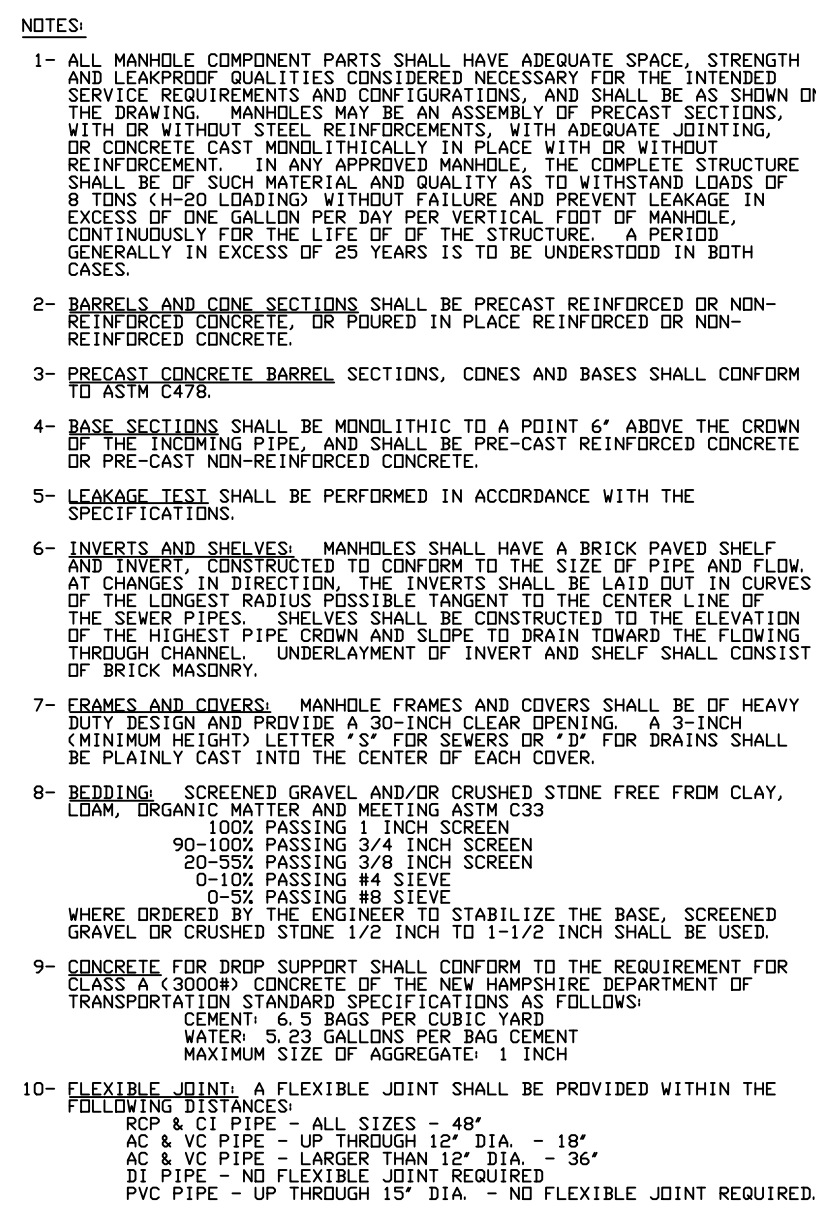 NOTES:
1- ALL MANHOLE COMPONENT PARTS SHALL HAVE ADEQUATE SPACE, STRENGTH
AND LEAKPROOF QUALITIES CONSIDERED NECESSARY FOR THE INTENDED
SERVICE REQUIREMENTS AND CONFIGURATIONS, AND SHALL BE AS SHOWN ON
THE DRAWING. MANHOLES MAY BE AN ASSEMBLY OF PRECAST SECTIONS,
WITH OR WITHOUT STEEL REINFORCEMENTS, WITH ADEQUATE JOINTING,
OR CONCRETE CAST MONOLITHICALLY IN PLACE WITH OR WITHOUT
REINFORCEMENT. IN ANY APPROVED MANHOLE, THE COMPLETE STRUCTURE
SHALL BE OF SUCH MATERIAL AND QUALITY AS TO WITHSTAND LOADS OF
8 TONS (H-20 LOADING) WITHOUT FAILURE AND PREVENT LEAKAGE IN
EXCESS OF ONE GALLON PER DAY PER VERTICAL FOOT OF MANHOLE,
CONTINUOUSLY FOR THE LIFE OF OF THE STRUCTURE. A PERIOD
GENERALLY IN EXCESS OF 25 YEARS IS TO BE UNDERSTOOD IN BOTH
CASES.
2- BARRELS AND CONE SECTIONS SHALL BE PRECAST REINFORCED OR NON-
REINFORCED CONCRETE, OR POURED IN PLACE REINFORCED OR NON-
REINFORCED CONCRETE.
3- PRECAST CONCRETE BARREL SECTIONS, CONES AND BASES SHALL CONFORM
TO ASTM C478.
4- BASE SECTIONS SHALL BE MONOLITHIC TO A POINT 6" ABOVE THE CROWN
OF THE INCOMING PIPE, AND SHALL BE PRE-CAST REINFORCED CONCRETE
OR PRE-CAST NON-REINFORCED CONCRETE.
5- LEAKAGE TEST SHALL BE PERFORMED IN ACCORDANCE WITH THE
SPECIFICATIONS.
6- INVERTS AND SHELVES: MANHOLES SHALL HAVE A BRICK PAVED SHELF
AND INVERT, CONSTRUCTED TO CONFORM TO THE SIZE OF PIPE AND FLOW.
AT CHANGES IN DIRECTION, THE INVERTS SHALL BE LAID OUT IN CURVES
OF THE LONGEST RADIUS POSSIBLE TANGENT TO THE CENTER LINE OF
THE SEWER PIPES. SHELVES SHALL BE CONSTRUCTED TO THE ELEVATION
OF THE HIGHEST PIPE CROWN AND SLOPE TO DRAIN TOWARD THE FLOWING
THROUGH CHANNEL. UNDERLAYMENT OF INVERT AND SHELF SHALL CONSIST
OF BRICK MASONRY.
7- FRAMES AND COVERS: MANHOLE FRAMES AND COVERS SHALL BE OF HEAVY
DUTY DESIGN AND PROVIDE A 30-INCH CLEAR OPENING. A 3-INCH
(MINIMUM HEIGHT) LETTER "S" FOR SEWERS OR "D" FOR DRAINS SHALL
BE PLAINLY CAST INTO THE CENTER OF EACH COVER.
8- BEDDING: SCREENED GRAVEL AND/OR CRUSHED STONE FREE FROM CLAY,
LOAM, ORGANIC MATTER AND MEETING ASTM C33
100% PASSING 1 INCH SCREEN
90-100% PASSING 3/4 INCH SCREEN
20-55% PASSING 3/8 INCH SCREEN
0-10% PASSING #4 SIEVE
0-5% PASSING #8 SIEVE
WHERE ORDERED BY THE ENGINEER TO STABILIZE THE BASE, SCREENED
GRAVEL OR CRUSHED STONE 1/2 INCH TO 1-1/2 INCH SHALL BE USED.
9- CONCRETE FOR DROP SUPPORT SHALL CONFORM TO THE REQUIREMENT FOR
CLASS A (3000#) CONCRETE OF THE NEW HAMPSHIRE DEPARTMENT OF
TRANSPORTATION STANDARD SPECIFICATIONS AS FOLLOWS:
CEMENT: 6.5 BAGS PER CUBIC YARD
WATER: 5.23 GALLONS PER BAG CEMENT
MAXIMUM SIZE OF AGGREGATE: 1 INCH
10- FLEXIBLE JOINT: A FLEXIBLE JOINT SHALL BE PROVIDED WITHIN THE
FOLLOWING DISTANCES:
RCP & CI PIPE - ALL SIZES - 48"
AC & VC PIPE - UP THROUGH 12" DIA. - 18"
AC & VC PIPE - LARGER THAN 12" DIA. - 36"
DI PIPE - NO FLEXIBLE JOINT REQUIRED
PVC PIPE - UP THROUGH 15" DIA. - NO FLEXIBLE JOINT REQUIRED.